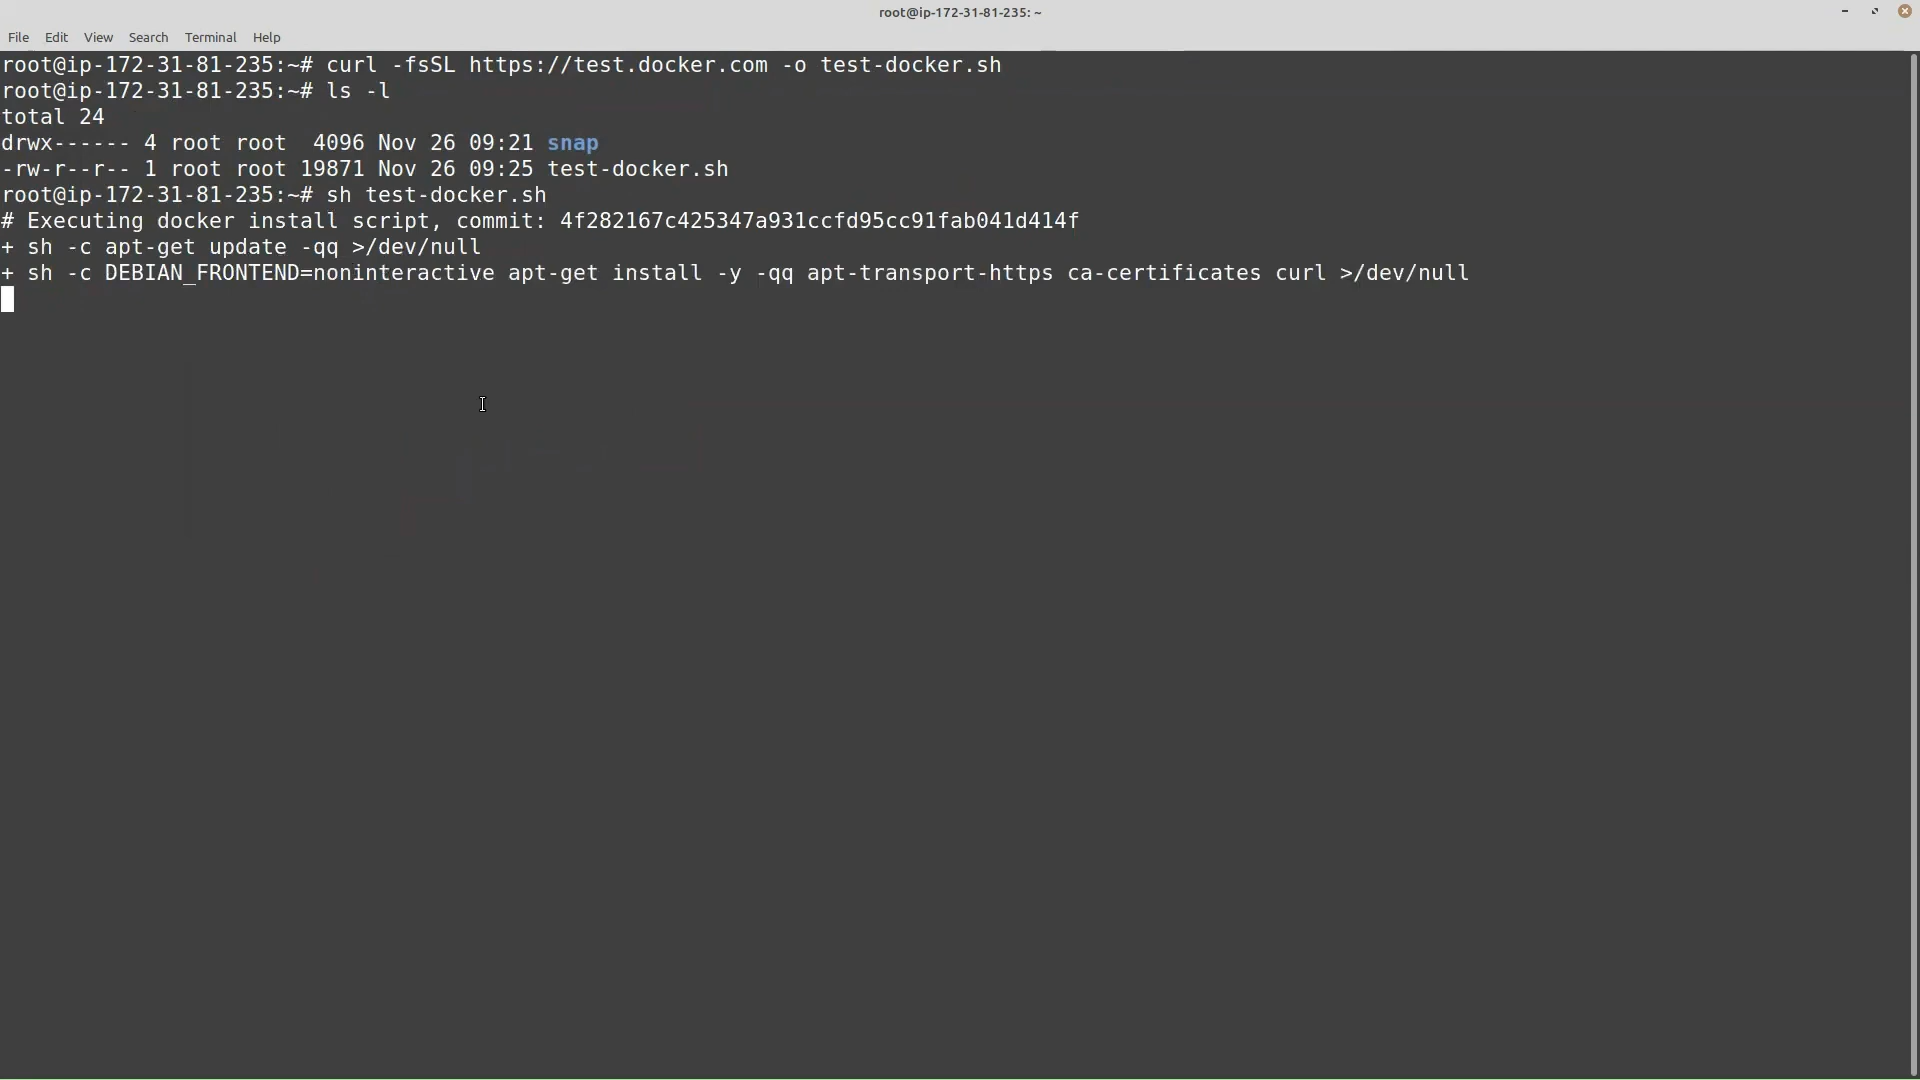 root@ip-172-31-81-235: ~
File Edit View Search Terminal Help
root@ip-172-31-81-235:~# curl -fsSL https://test.docker.com -o test-docker.sh
root@ip-172-31-81-235:~# ls -l
total 24
drwx------ 4 root root  4096 Nov 26 09:21 snap
-rw-r--r-- 1 root root 19871 Nov 26 09:25 test-docker.sh
root@ip-172-31-81-235:~# sh test-docker.sh
# Executing docker install script, commit: 4f282167c425347a931ccfd95cc91fab041d414f
+ sh -c apt-get update -qq >/dev/null
+ sh -c DEBIAN_FRONTEND=noninteractive apt-get install -y -qq apt-transport-https ca-certificates curl >/dev/null